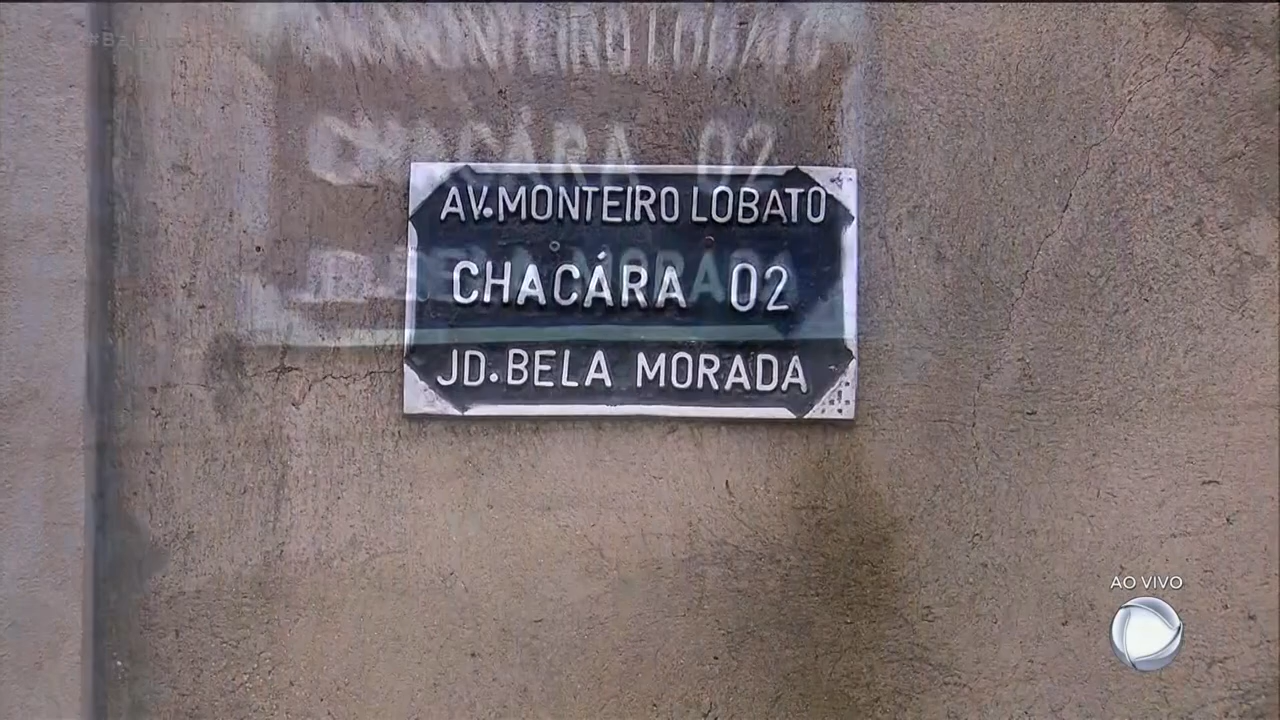 AV. MONTEIRO LOBATO
CHACÁRA 02
JD. BELA MORADA
AO VIVO